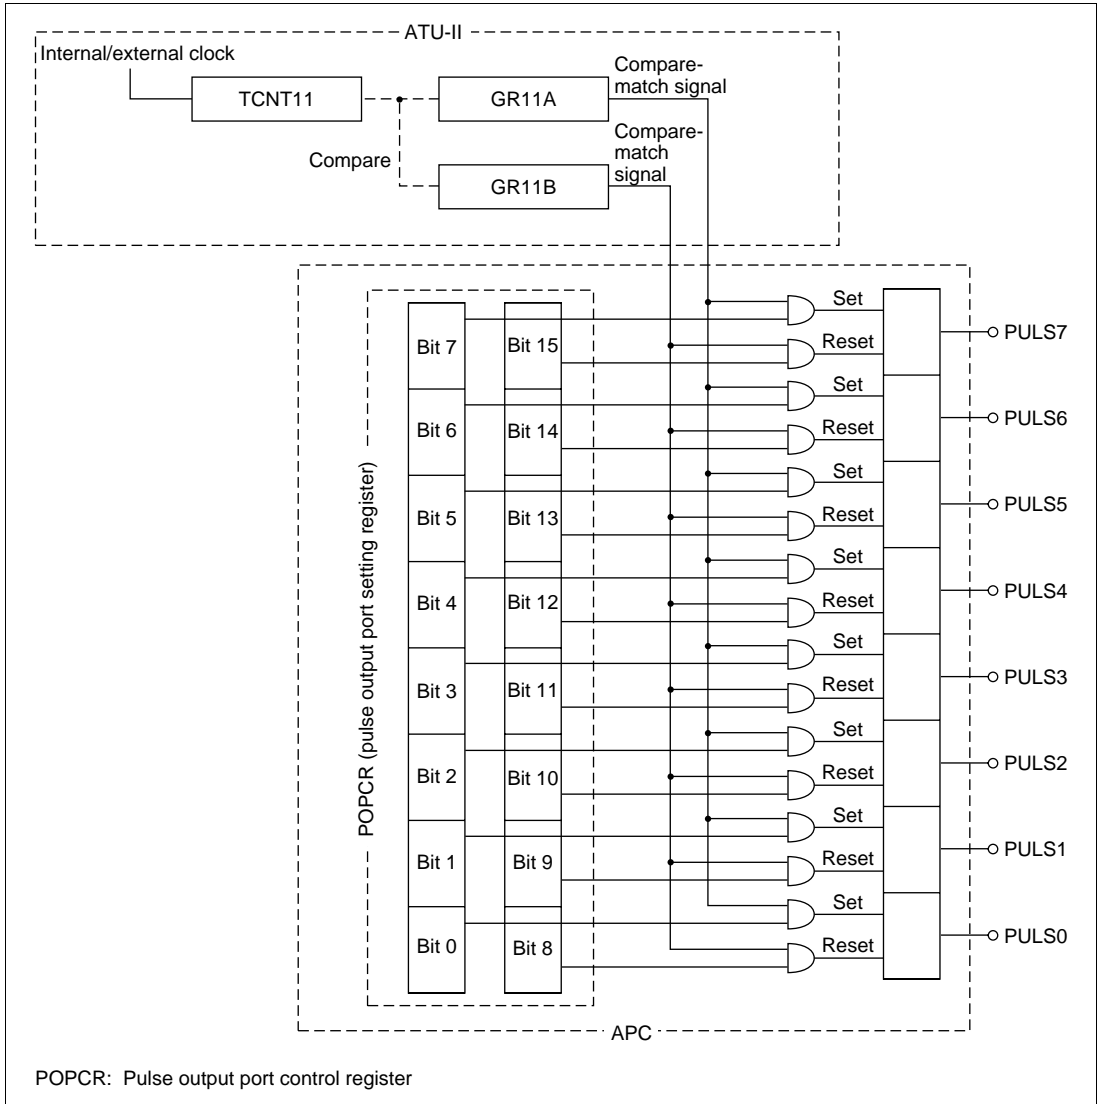 ATU-II
Internal/external clock
TCNT11
GR11A
Compare-
match signal
Compare
GR11B
Compare-
match
signal
POPCR (pulse output port setting register)
Bit 7
Bit 15
Set
Reset
PULS7
Bit 6
Bit 14
Set
Reset
PULS6
Bit 5
Bit 13
Set
Reset
PULS5
Bit 4
Bit 12
Set
Reset
PULS4
Bit 3
Bit 11
Set
Reset
PULS3
Bit 2
Bit 10
Set
Reset
PULS2
Bit 1
Bit 9
Set
Reset
PULS1
Bit 0
Bit 8
Set
Reset
PULS0
APC
POPCR: Pulse output port control register